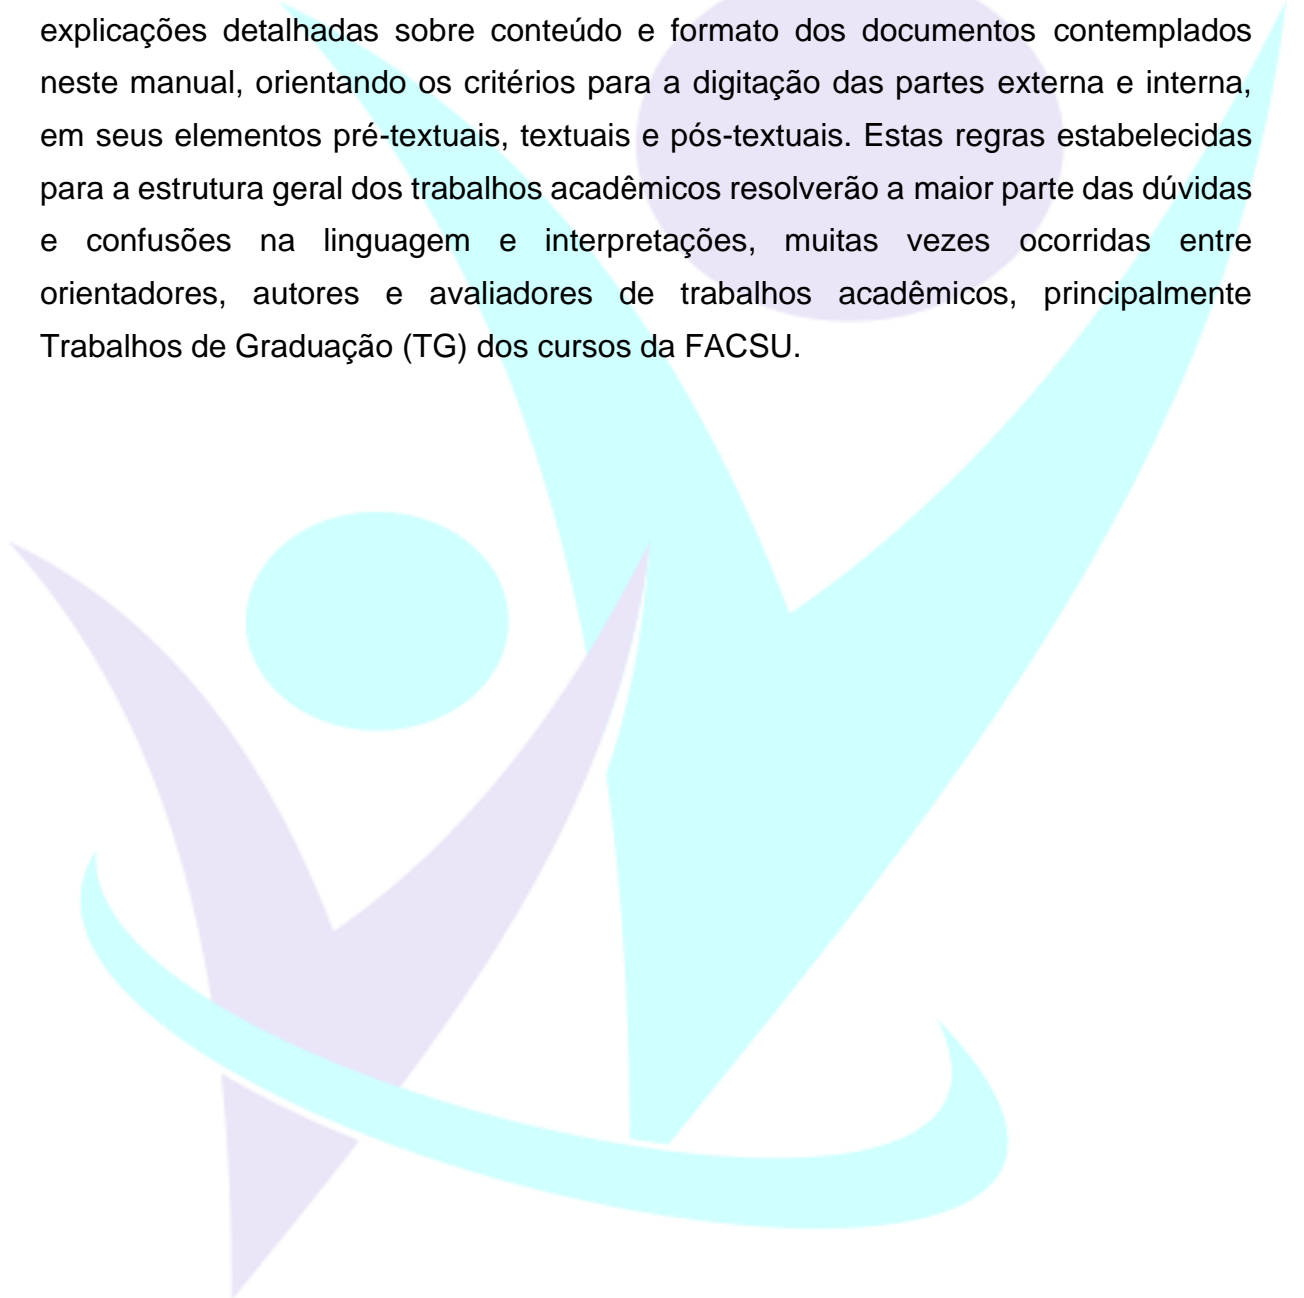 explicações detalhadas sobre conteúdo e formato dos documentos contemplados
neste manual, orientando os critérios para a digitação das partes externa e interna,
em seus elementos pré-textuais, textuais e pós-textuais. Estas regras estabelecidas
para a estrutura geral dos trabalhos acadêmicos resolverão a maior parte das dúvidas
e confusões na linguagem e interpretações, muitas vezes ocorridas entre
orientadores, autores e avaliadores de trabalhos acadêmicos, principalmente
Trabalhos de Graduação (TG) dos cursos da FACSU.